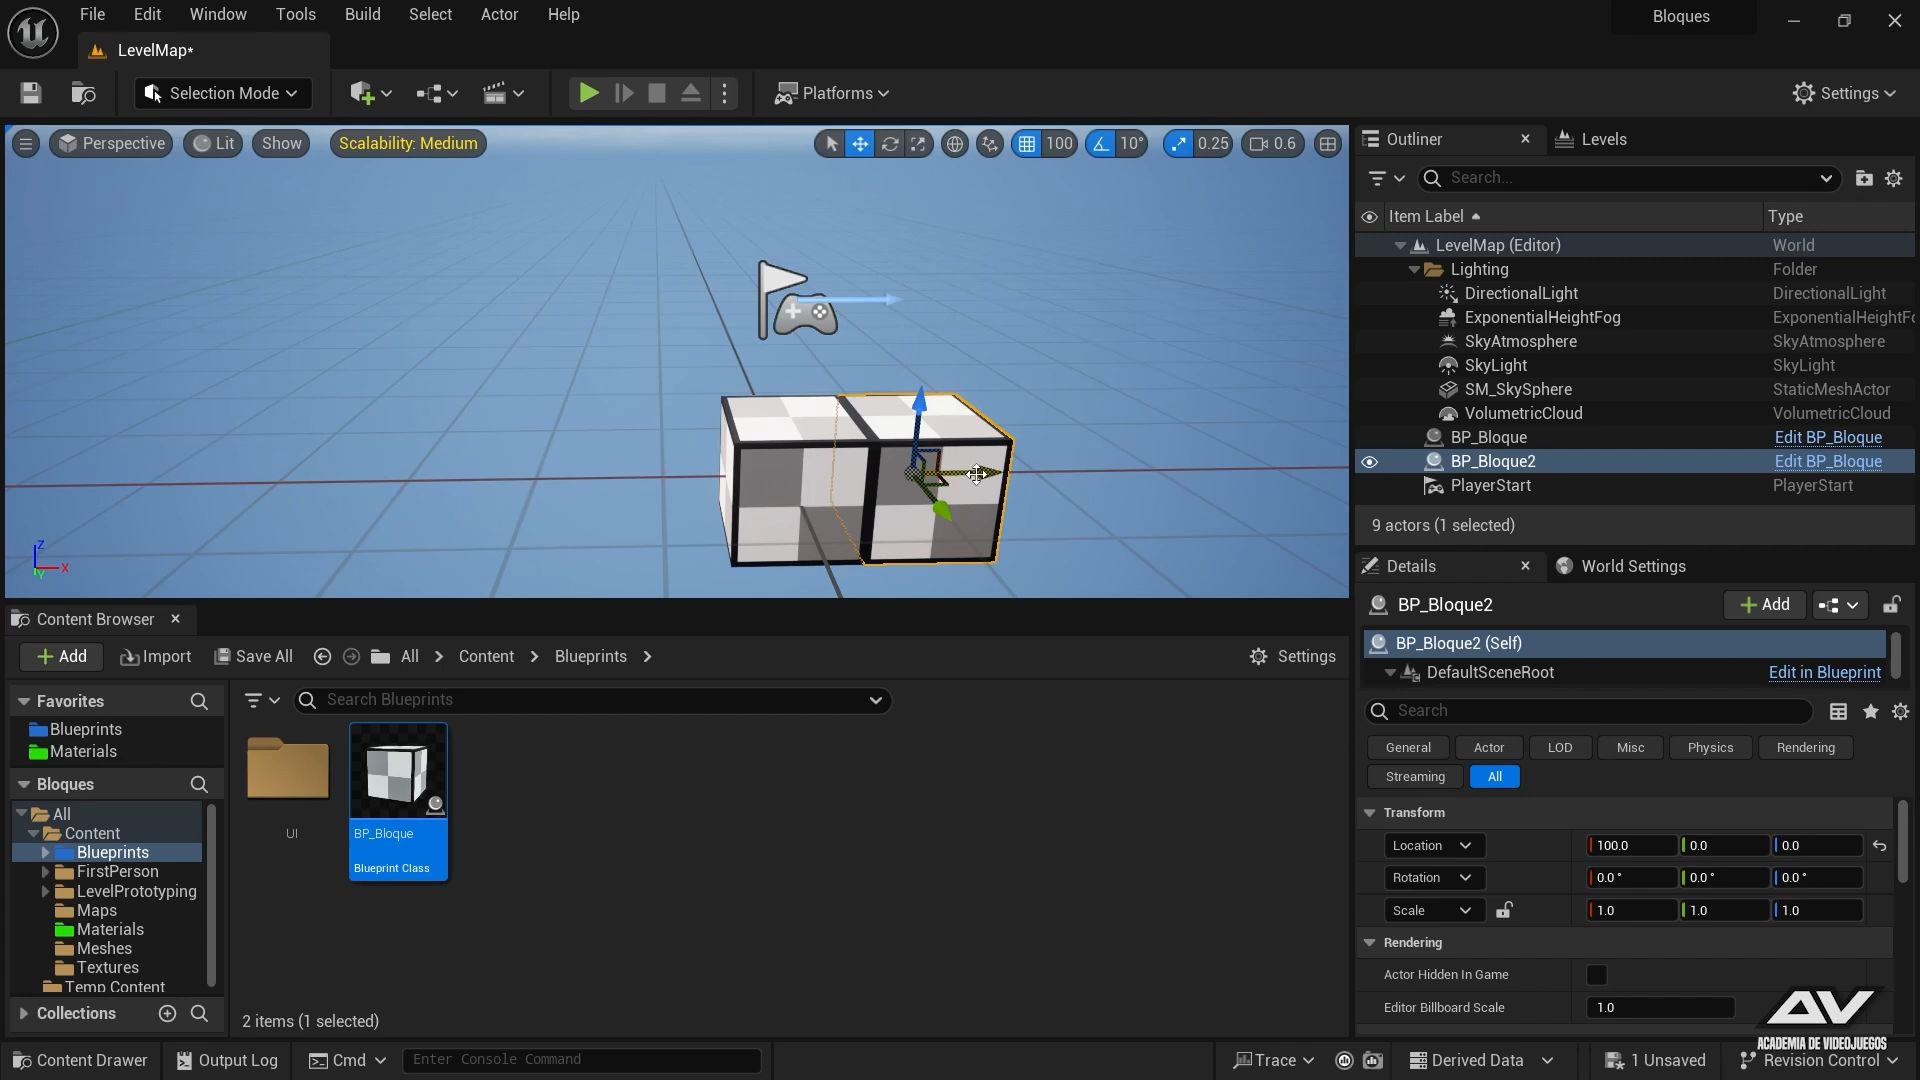 File Edit Window Tools Build Select Actor Help
Bloques
LevelMap*
Selection Mode
Platforms
Settings
Perspective Lit Show Scalability: Medium
100 10° 0.25 0.6
Z
X
Y
Outliner
Levels
Search...
Item Label Type
LevelMap (Editor) World
Lighting Folder
DirectionalLight DirectionalLight
ExponentialHeightFog ExponentialHeightFo
SkyAtmosphere SkyAtmosphere
SkyLight SkyLight
SM_SkySphere StaticMeshActor
VolumetricCloud VolumetricCloud
BP_Bloque Edit BP_Bloque
BP_Bloque2 Edit BP_Bloque
PlayerStart PlayerStart
9 actors (1 selected)
Details
World Settings
BP_Bloque2
Add
BP_Bloque2 (Self)
DefaultSceneRoot Edit in Blueprint
Search
General Actor LOD Misc Physics Rendering
Streaming All
Transform
Location 100.0 0.0 0.0
Rotation 0.0 ° 0.0 ° 0.0 °
Scale 1.0 1.0 1.0
Rendering
Actor Hidden In Game
Editor Billboard Scale 1.0
Content Browser
Add Import Save All All Content Blueprints Settings
Favorites
Blueprints
Materials
Bloques
All
Content
Blueprints
FirstPerson
LevelPrototyping
Maps
Materials
Meshes
Textures
Temp Content
Collections
Search Blueprints
UI
BP_Bloque
Blueprint Class
2 items (1 selected)
AV
ACADEMIA DE VIDEOJUEGOS
Content Drawer Output Log Cmd Enter Console Command Trace Derived Data 1 Unsaved Revision Control